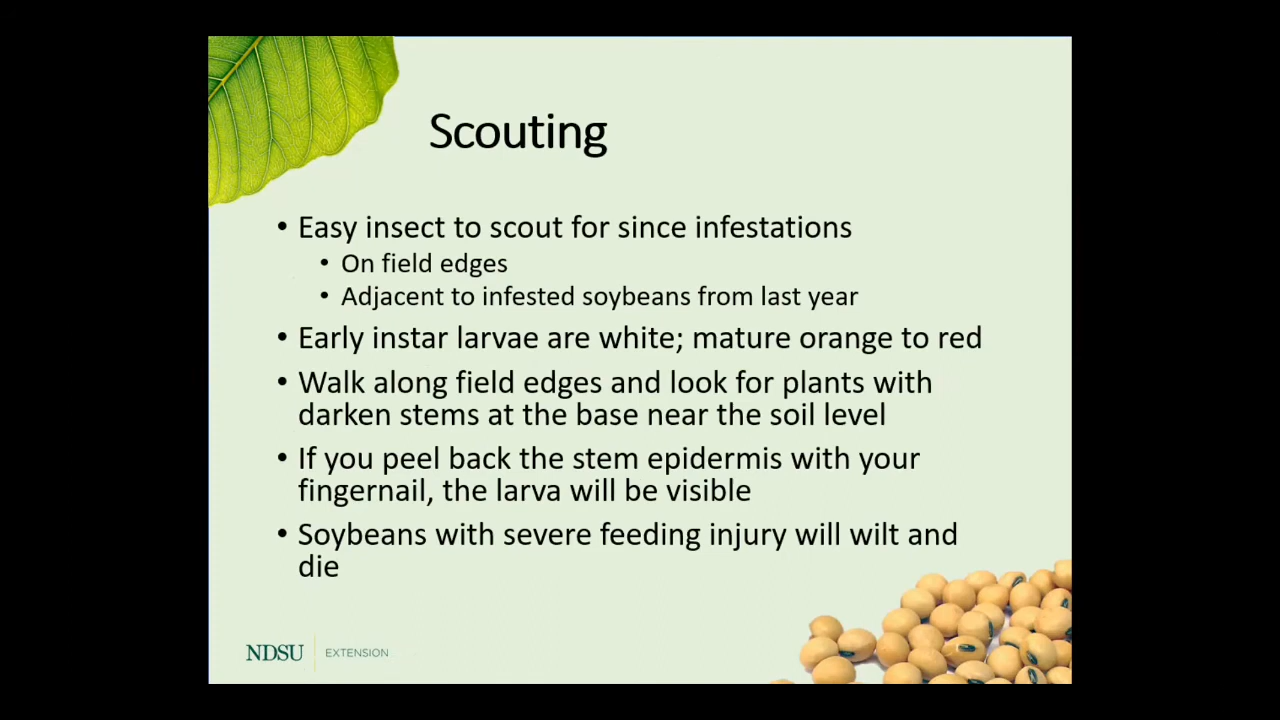 Scouting
• Easy insect to scout for since infestations
• On field edges
• Adjacent to infested soybeans from last year
• Early instar larvae are white; mature orange to red
• Walk along field edges and look for plants with
darken stems at the base near the soil level
• If you peel back the stem epidermis with your
fingernail, the larva will be visible
• Soybeans with severe feeding injury will wilt and
die
NDSU EXTENSION